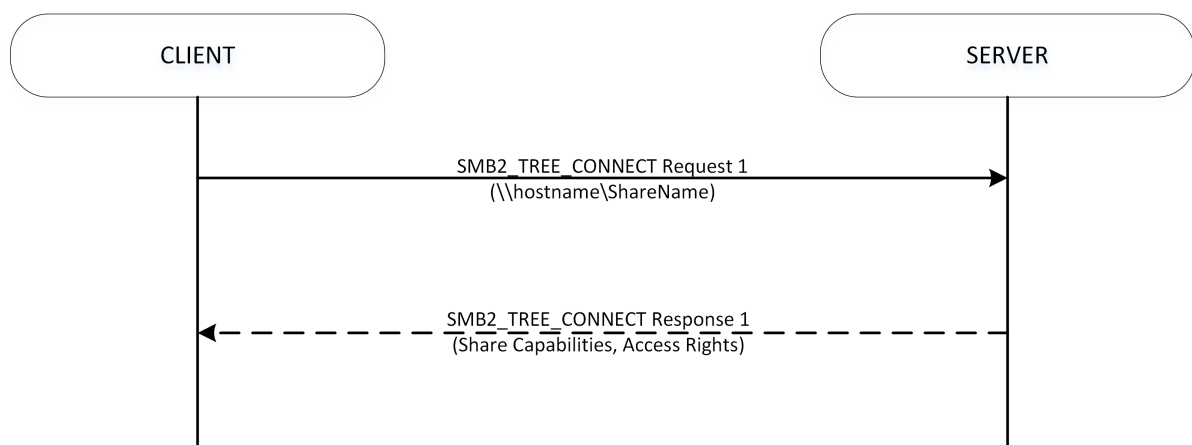 CLIENT
SERVER
SMB2_TREE_CONNECT Request 1
(\\hostname\ShareName)
SMB2_TREE_CONNECT Response 1
(Share Capabilities, Access Rights)